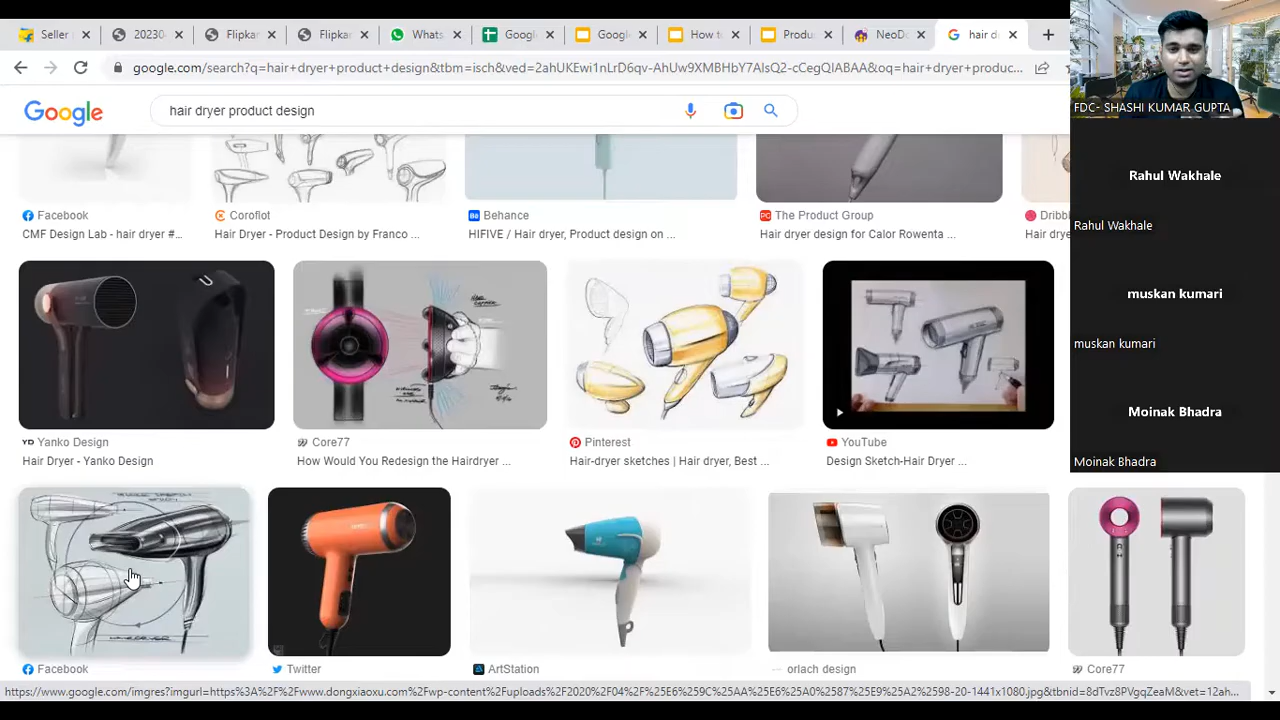 Seller
20230
Flipka
Flipkar
Whats
Googl
Googl
How to
Produ
NeoDo
hair d
google.com/search?q=hair+dryer+product+design&tbm=isch&ved=2ahUKEwi1nLrD6qv-AhUw9XMBHbY7AlsQ2-cCegQIABAA&oq=hair+dryer+produc...
Google
hair dryer product design
FDC- SHASHI KUMAR GUPTA
Rahul Wakhale
Rahul Wakhale
muskan kumari
muskan kumari
Moinak Bhadra
Moinak Bhadra
Facebook
CMF Design Lab - hair dryer #...
Coroflot
Hair Dryer - Product Design by Franco ...
Behance
HIFIVE / Hair dryer, Product design on ...
The Product Group
Hair dryer design for Calor Rowenta ...
Dribb
Hair drye
Yanko Design
Hair Dryer - Yanko Design
Core77
How Would You Redesign the Hairdryer ...
Pinterest
Hair-dryer sketches | Hair dryer, Best ...
YouTube
Design Sketch-Hair Dryer ...
Facebook
Twitter
ArtStation
orlach design
Core77
https://www.google.com/imgres?imgurl=https%3A%2F%2Fwww.dongxiaoxu.com%2Fwp-content%2Fuploads%2F2020%2F04%2F%25E6%259C%25AA%25E6%25A0%2587%25E9%25A2%2598-20-1441x1080.jpg&tbnid=8dTvz8PVgqZeaM&vet=12ah...